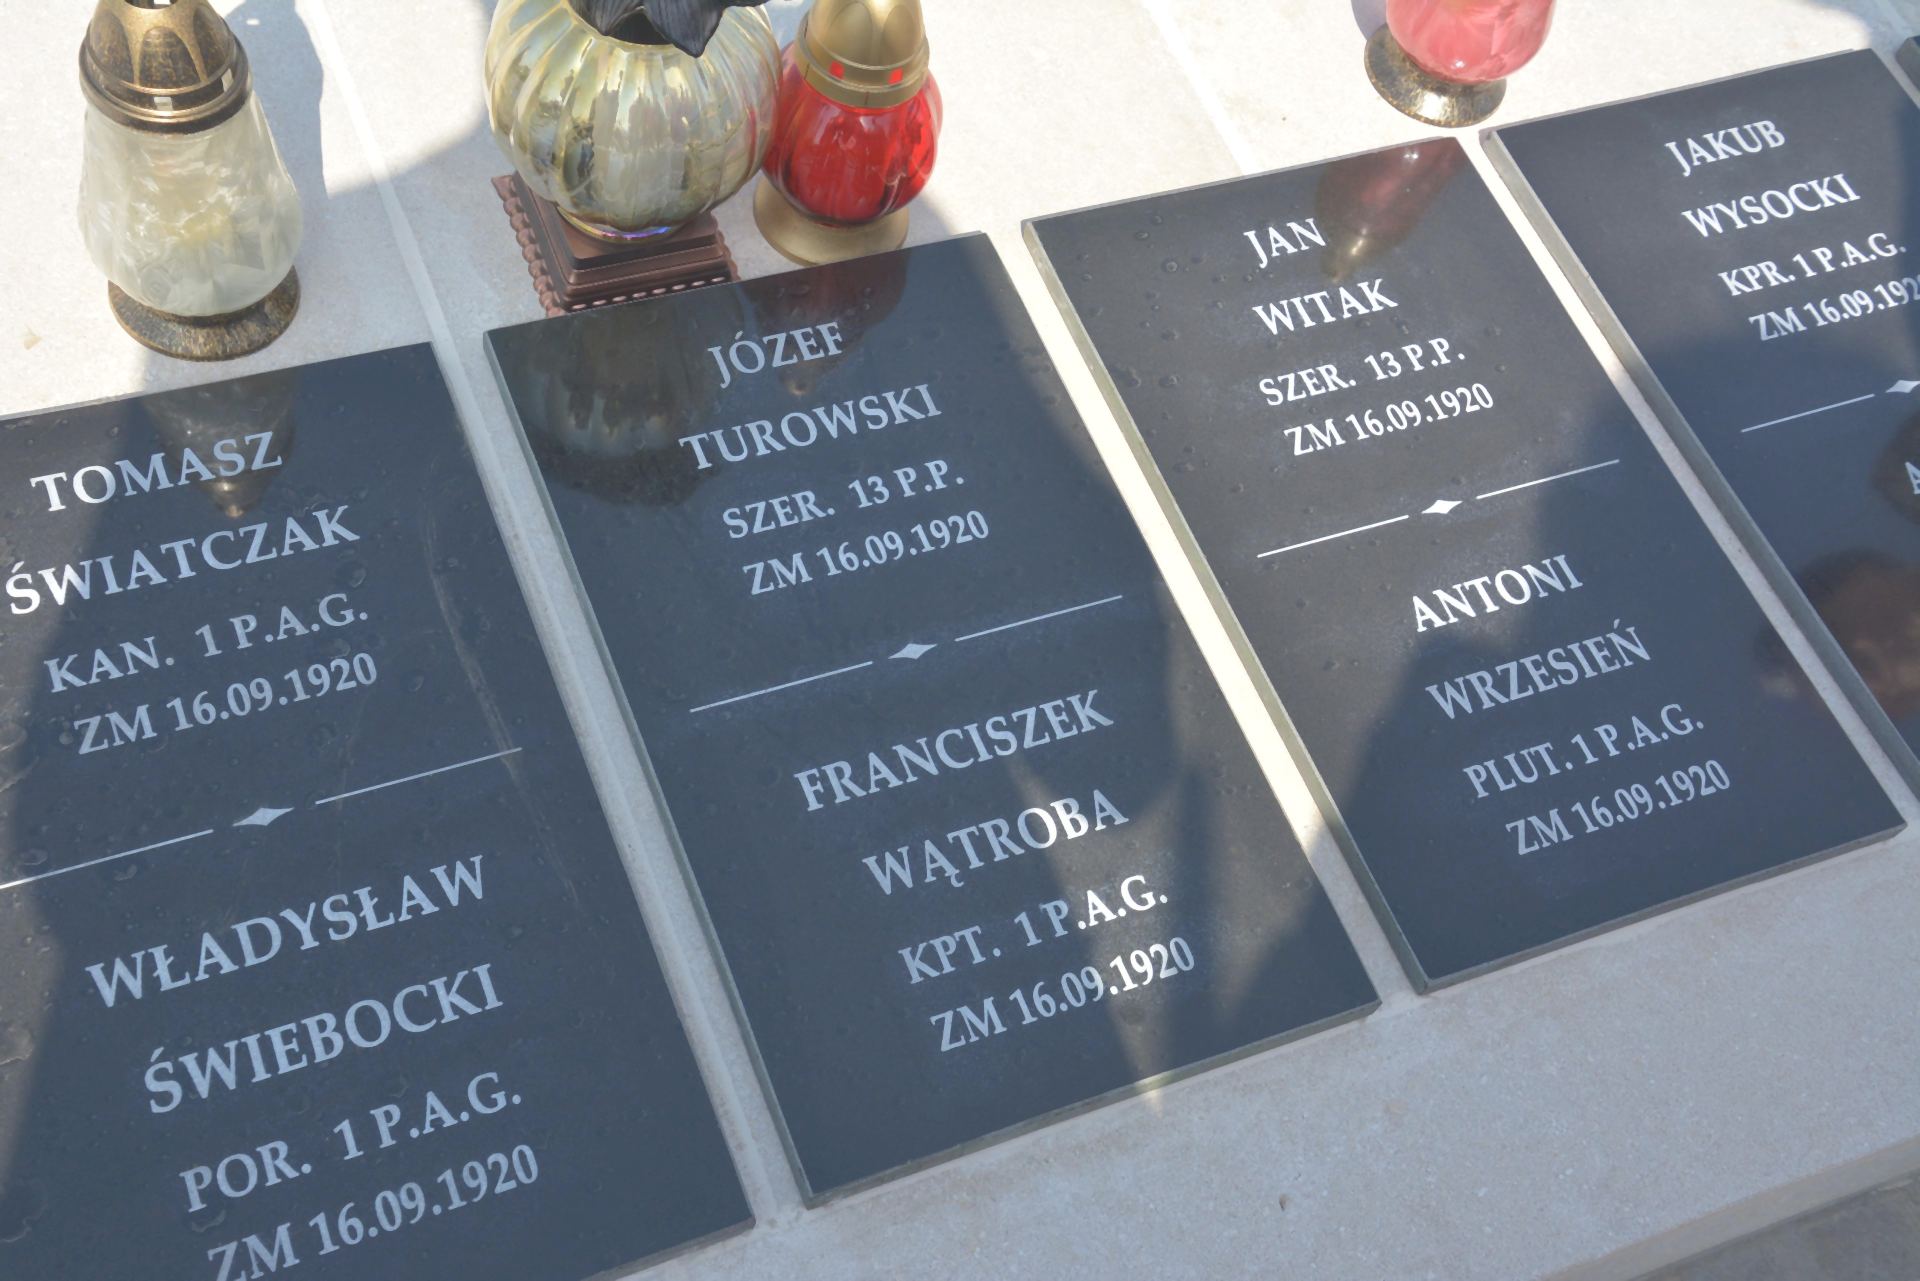 TOMASZ
ŚWIATCZAK
KAN. 1 P.A.G.
ZM 16.09.1920
WŁADYSŁAW
ŚWIEBOCKI
POR. 1 P.A.G.
ZM 16.09.1920
JÓZEF
TUROWSKI
SZER. 13 P.P.
ZM 16.09.1920
FRANCISZEK
WĄTROBA
KPT. 1 P.A.G.
ZM 16.09.1920
JAN
WITAK
SZER. 13 P.P.
ZM 16.09.1920
ANTONI
WRZESIEŃ
PLUT. 1 P.A.G.
ZM 16.09.1920
JAKUB
WYSOCKI
KPR. 1 P.A.G.
ZM